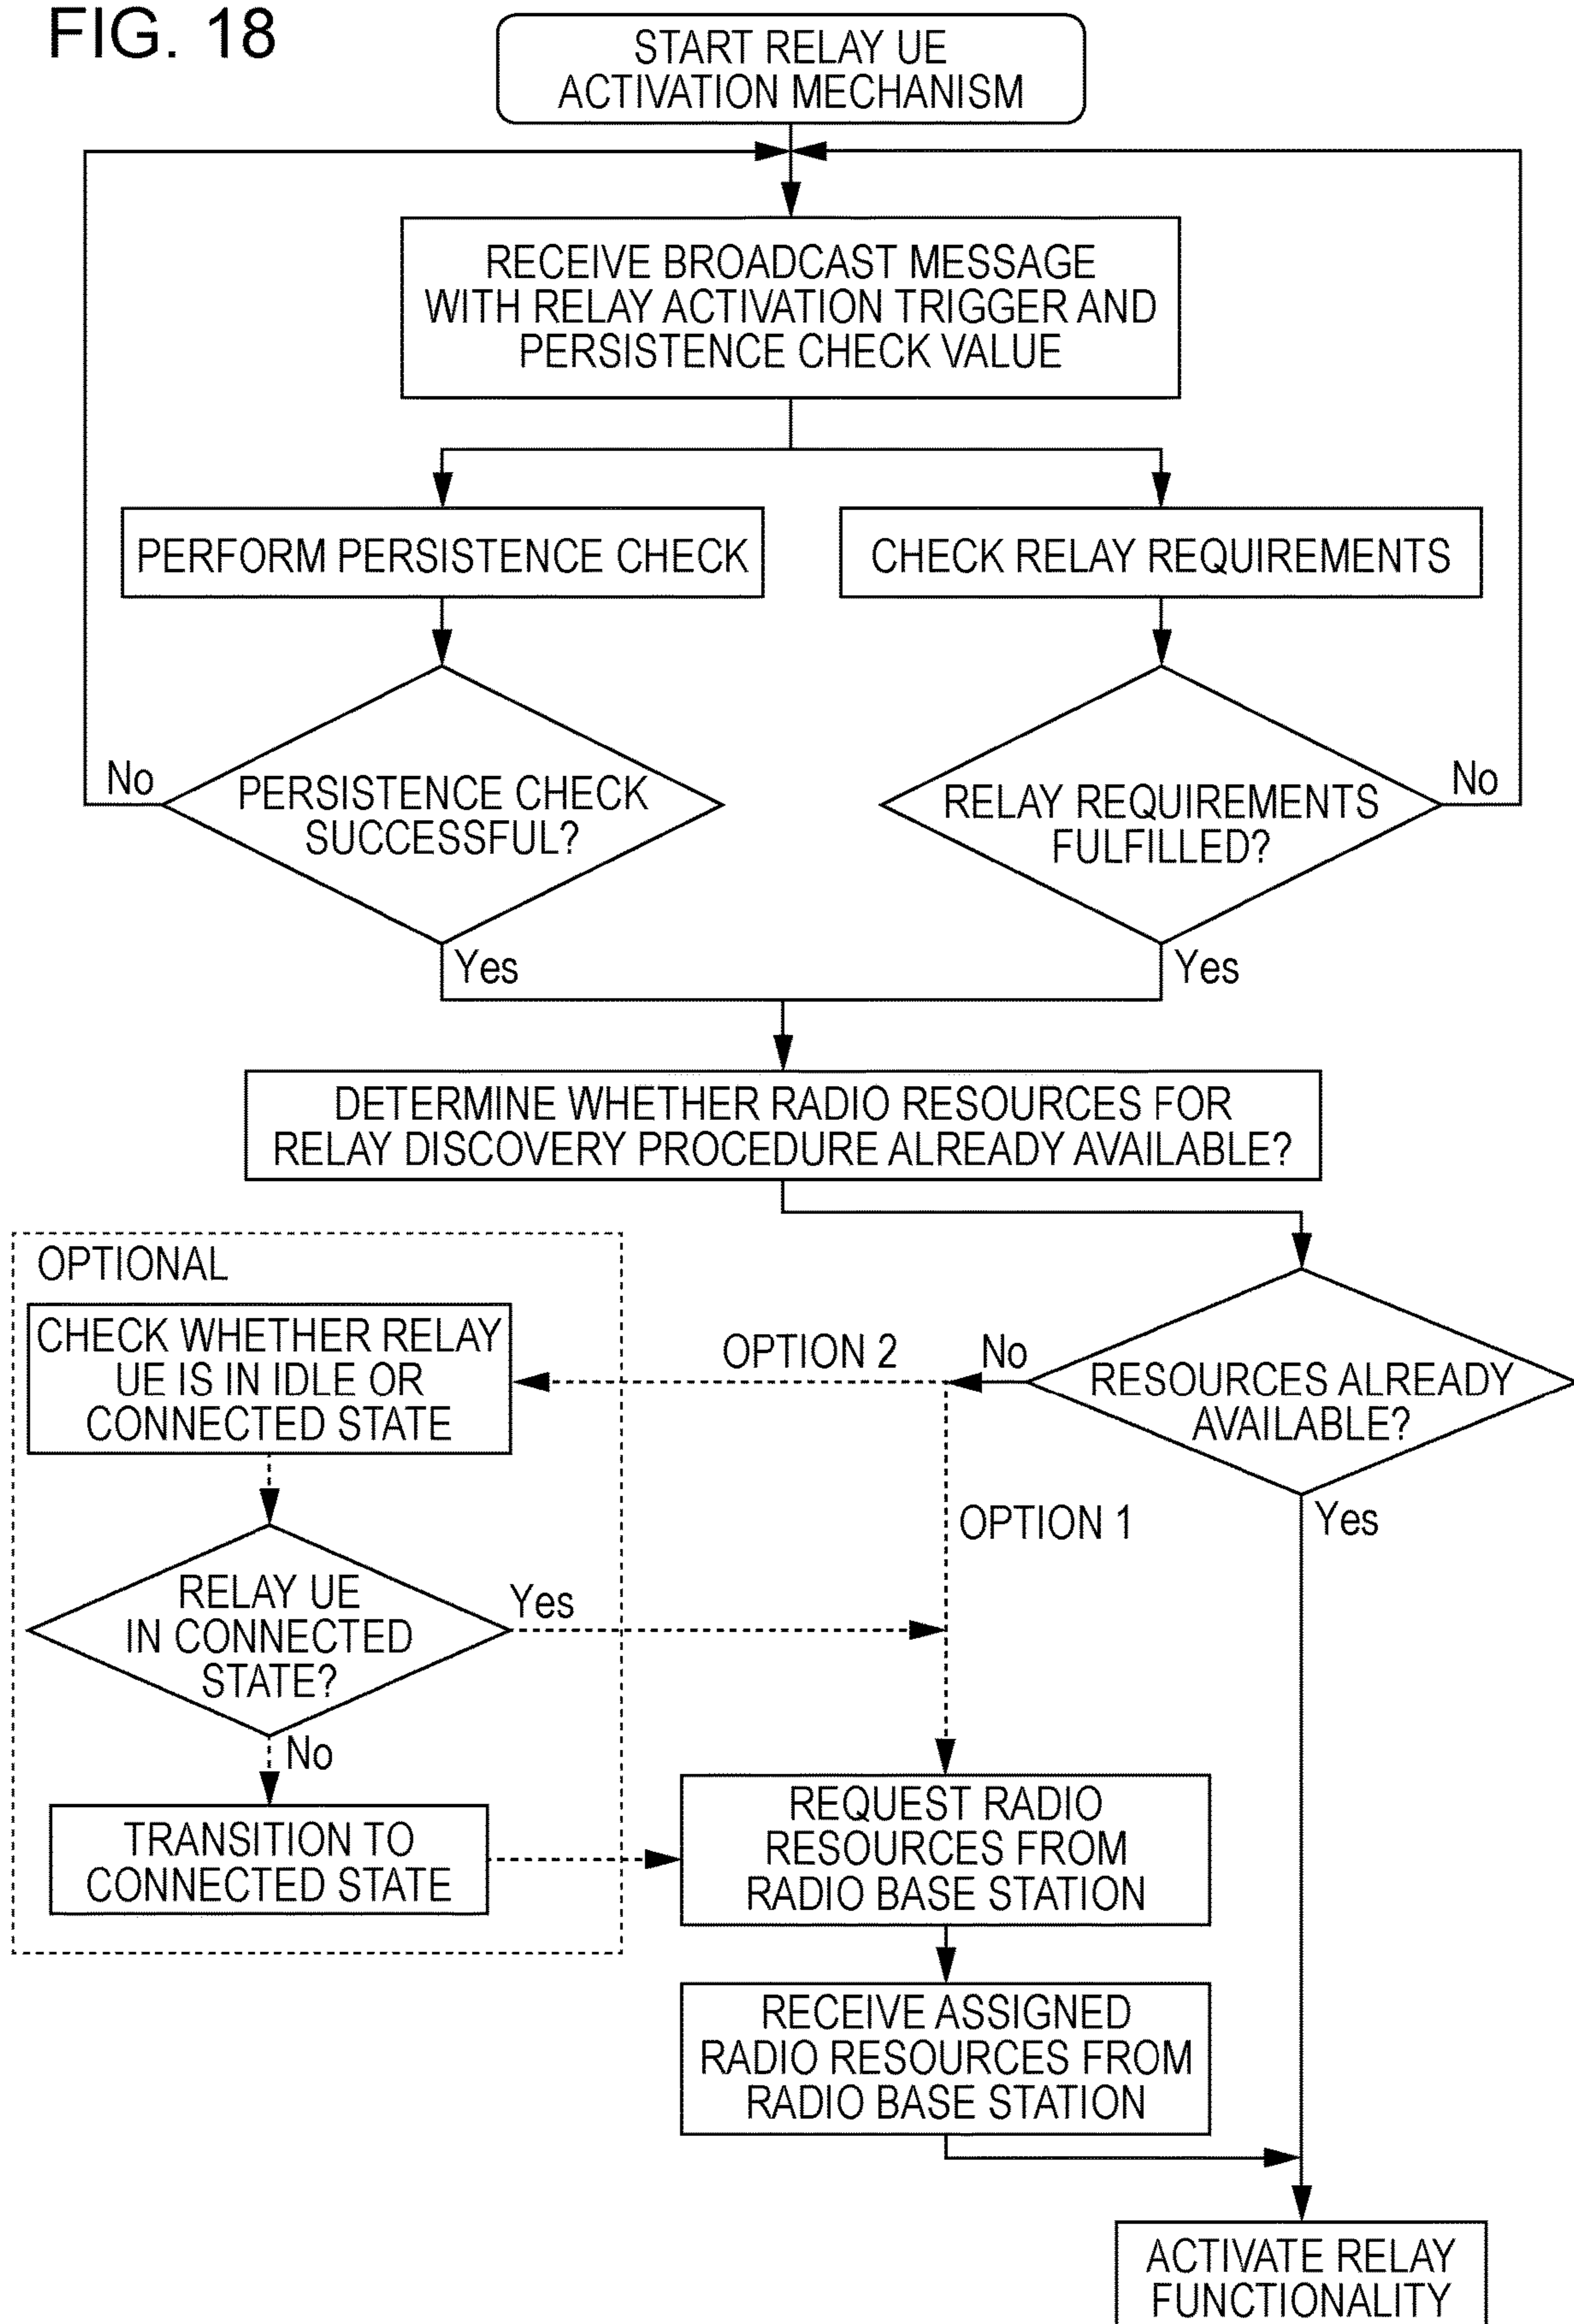 FIG. 18
START RELAY UE
ACTIVATION MECHANISM
RECEIVE BROADCAST MESSAGE
WITH RELAY ACTIVATION TRIGGER AND
PERSISTENCE CHECK VALUE
PERFORM PERSISTENCE CHECK
CHECK RELAY REQUIREMENTS
No
PERSISTENCE CHECK
SUCCESSFUL?
RELAY REQUIREMENTS
FULFILLED?
No
Yes
Yes
DETERMINE WHETHER RADIO RESOURCES FOR
RELAY DISCOVERY PROCEDURE ALREADY AVAILABLE?
OPTIONAL
CHECK WHETHER RELAY
UE IS IN IDLE OR
CONNECTED STATE
OPTION 2
No
RESOURCES ALREADY
AVAILABLE?
OPTION 1
Yes
RELAY UE
IN CONNECTED
STATE?
Yes
No
TRANSITION TO
CONNECTED STATE
REQUEST RADIO
RESOURCES FROM
RADIO BASE STATION
RECEIVE ASSIGNED
RADIO RESOURCES FROM
RADIO BASE STATION
ACTIVATE RELAY
FUNCTIONALITY